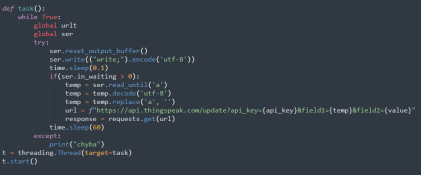 def task():
    while True:
        global urlt
        global ser
        try:
            ser.reset_output_buffer()
            ser.write(("write;").encode('utf-8'))
            time.sleep(0.1)
            if(ser.in_waiting > 0):
                temp = ser.read_until('a')
                temp = temp.decode('utf-8')
                temp = temp.replace('a', '')
                url = f"https://api.thingspeak.com/update?api_key={api_key}&field1={temp}&field2={value}"
                response = requests.get(url)
            time.sleep(60)
        except:
            print("chyba")
t = threading.Thread(target=task)
t.start()